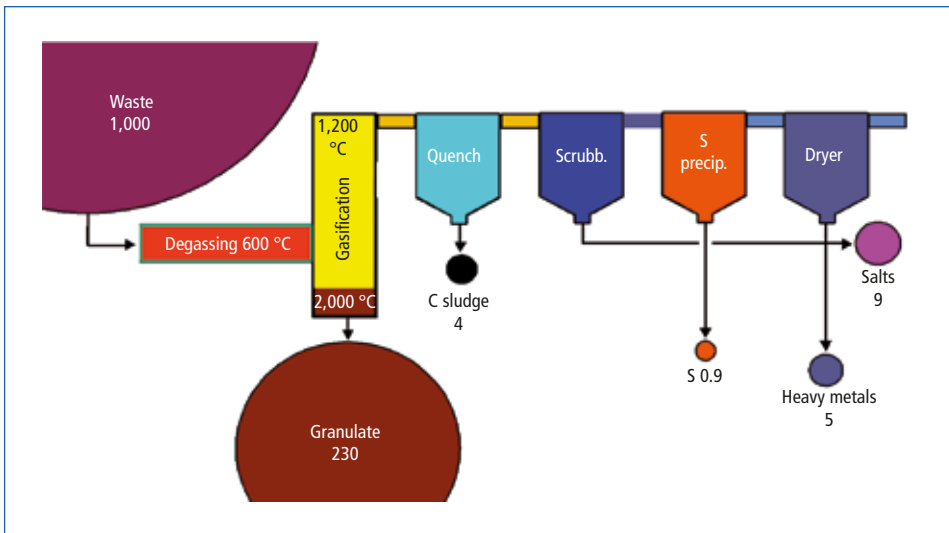 Waste
1,000
1,200
°C
Gasification
2,000 °C
Degassing 600 °C
Quench
Scrubb.
S
precip.
Dryer
C sludge
4
Salts
9
S 0.9
Heavy metals
5
Granulate
230